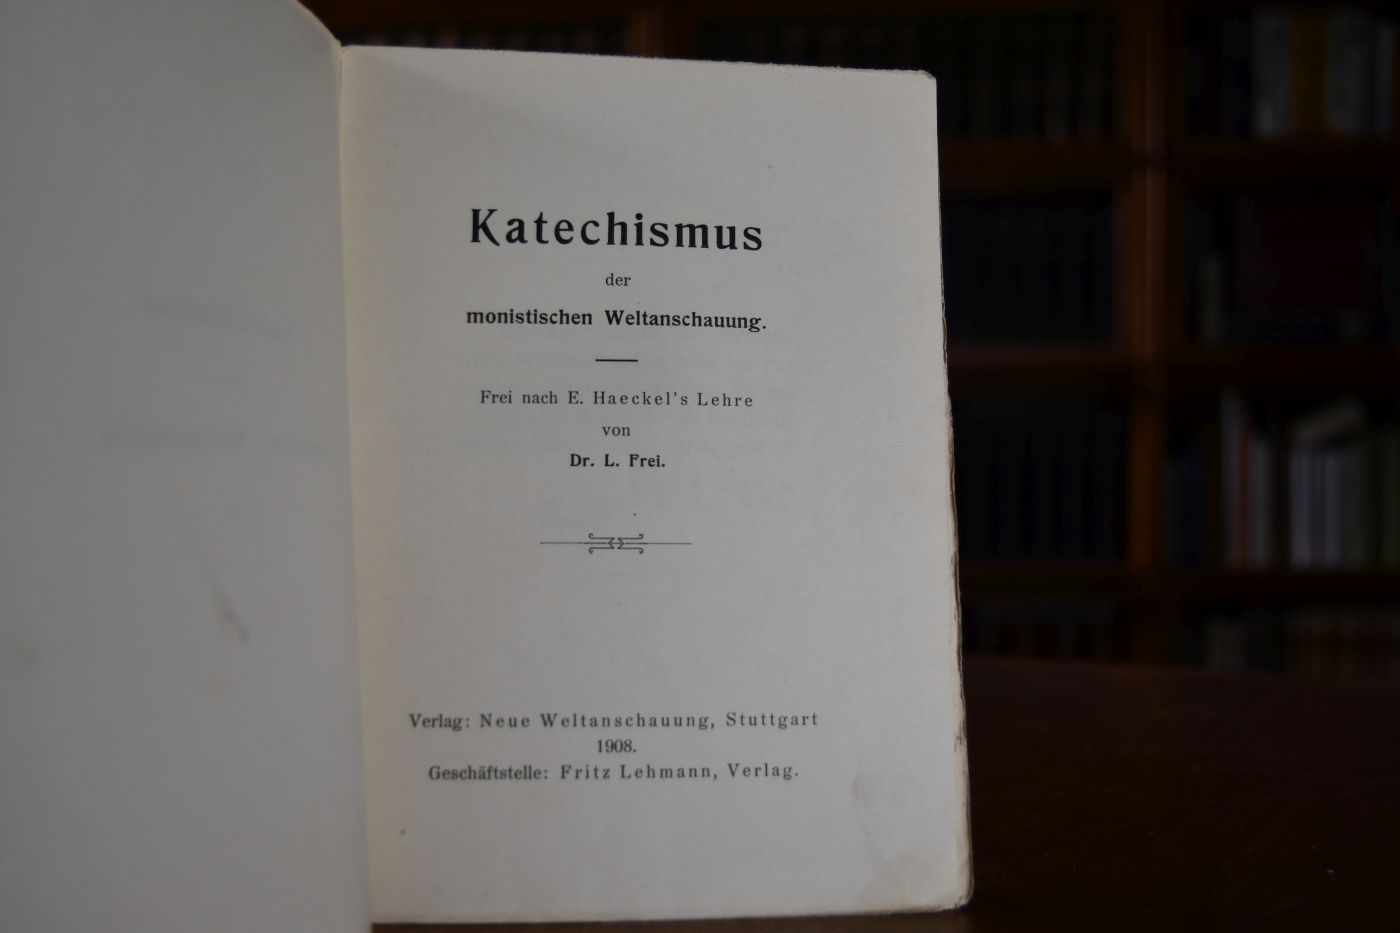 Katechismus
der
monistischen Weltanschauung.
Frei nach E. Haeckel's Lehre
von
Dr. L. Frei.
Verlag: Neue Weltanschauung, Stuttgart
1908.
Geschäftstelle: Fritz Lehmann, Verlag.